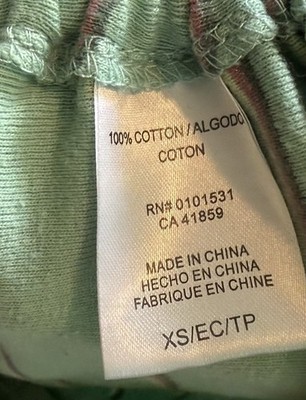 100% COTTON / ALGODO
COTON
RN# 0101531
CA 41859
MADE IN CHINA
HECHO EN CHINA
FABRIQUE EN CHINE
XS/EC/TP